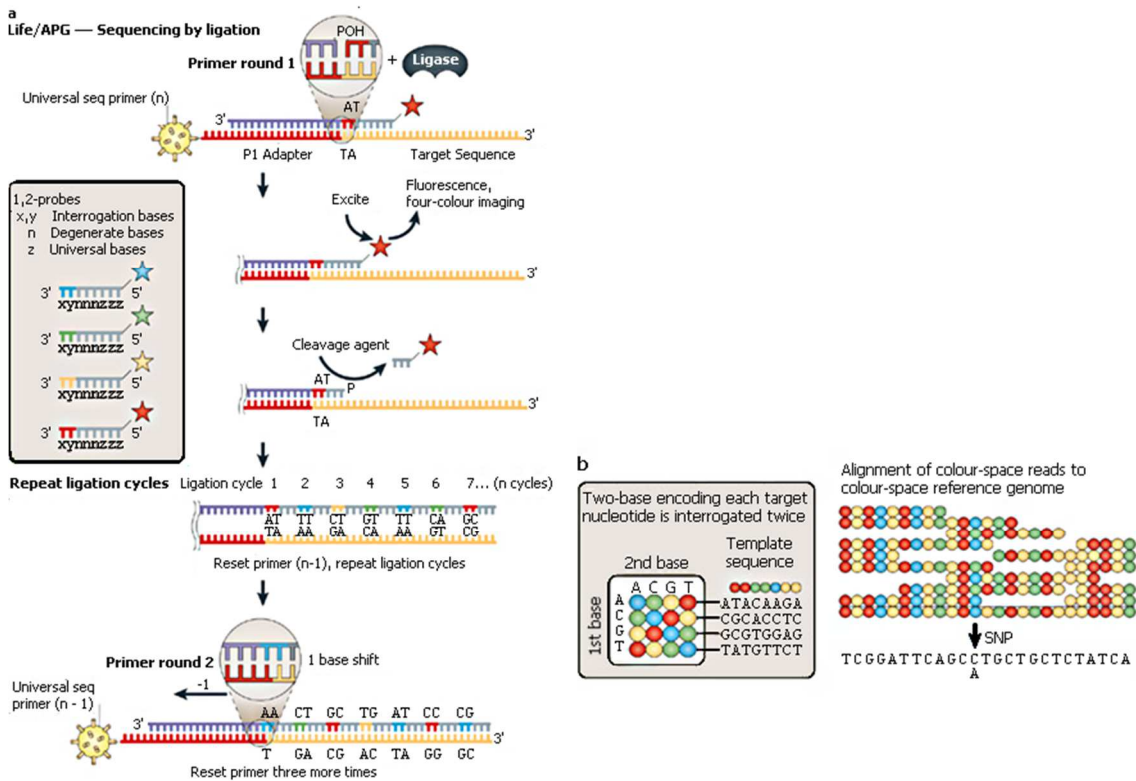 a
Life/APG — Sequencing by ligation
POH
Primer round 1
+ Ligase
Universal seq primer (n)
AT
3'
3'
P1 Adapter
TA
Target Sequence
1,2-probes
x,y Interrogation bases
n Degenerate bases
z Universal bases
3' 5'
xynnnzzz
3' 5'
xynnnzzz
3' 5'
xynnnzzz
3' 5'
xynnnzzz
Excite
Fluorescence,
four-colour imaging
3'
Cleavage agent
AT
P
3'
TA
Repeat ligation cycles
Ligation cycle 1 2 3 4 5 6 7... (n cycles)
AT TT CT GT TT CA GC
TA AA GA CA AA GT CG
Reset primer (n-1), repeat ligation cycles
Primer round 2
1 base shift
-1
Universal seq
primer (n - 1)
AA CT GC TG AT CC CG
3'
3'
T GA CG AC TA GG GC
Reset primer three more times
b
Two-base encoding each target
nucleotide is interrogated twice
2nd base
Template
sequence
A C G T
1st base
A
C
G
T
ATACAAGA
CGCACCTC
GCGTGGAG
TATGTTCT
Alignment of colour-space reads to
colour-space reference genome
SNP
TCGGATTCAGCCTGCTGCTCTATCA
A